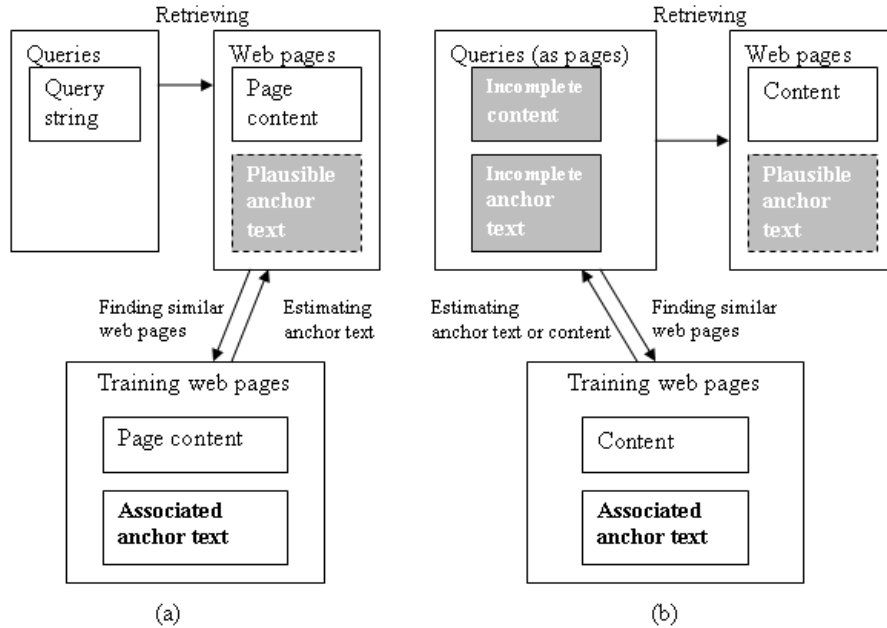 Retrieving
Queries
Query
string
Web pages
Page
content
Plausible
anchor
text
Finding similar
web pages
Estimating
anchor text
Training web pages
Page content
Associated
anchor text
(a)
Retrieving
Queries (as pages)
Incomplete
content
Incomplete
anchor
text
Web pages
Content
Plausible
anchor
text
Estimating
anchor text or content
Finding similar
web pages
Training web pages
Content
Associated
anchor text
(b)